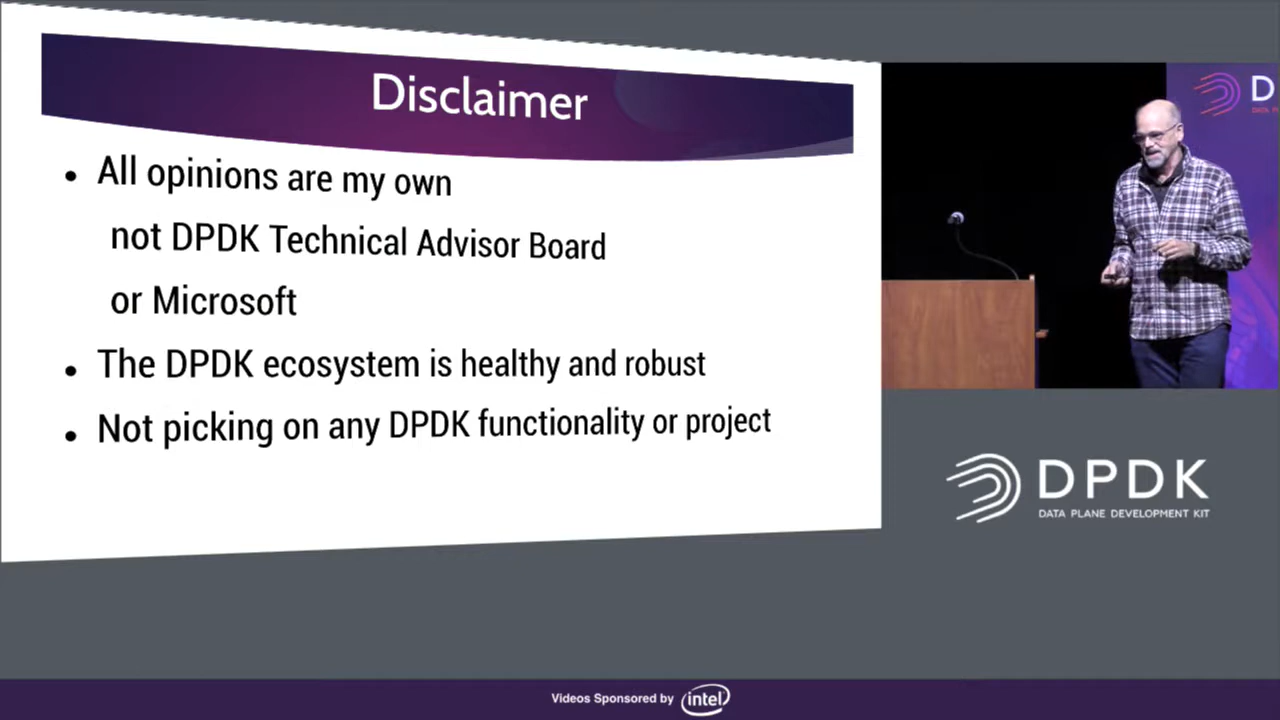 Disclaimer
• All opinions are my own
not DPDK Technical Advisor Board
or Microsoft
• The DPDK ecosystem is healthy and robust
• Not picking on any DPDK functionality or project
D
DPDK
DATA PLANE DEVELOPMENT KIT
Videos Sponsored by intel